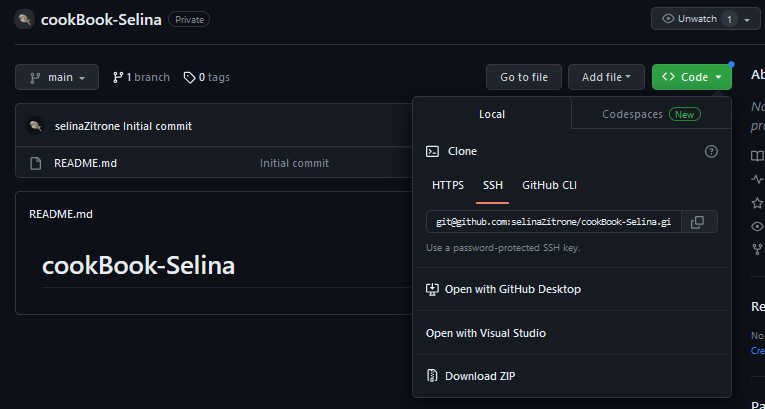 cookBook-Selina Private
Unwatch 1
main 1 branch 0 tags Go to file Add file Code
selinaZitrone Initial commit
README.md Initial commit
README.md
cookBook-Selina
Local Codespaces New
Clone
HTTPS SSH GitHub CLI
git@github.com:selinaZitrone/cookBook-Selina.gi
Use a password-protected SSH key.
Open with GitHub Desktop
Open with Visual Studio
Download ZIP
Ab
No
pre
Re
No
Cre
Pa